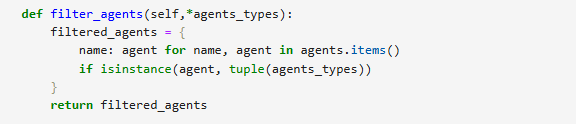 def filter_agents(self,*agents_types):
    filtered_agents = {
        name: agent for name, agent in agents.items()
        if isinstance(agent, tuple(agents_types))
    }
    return filtered_agents